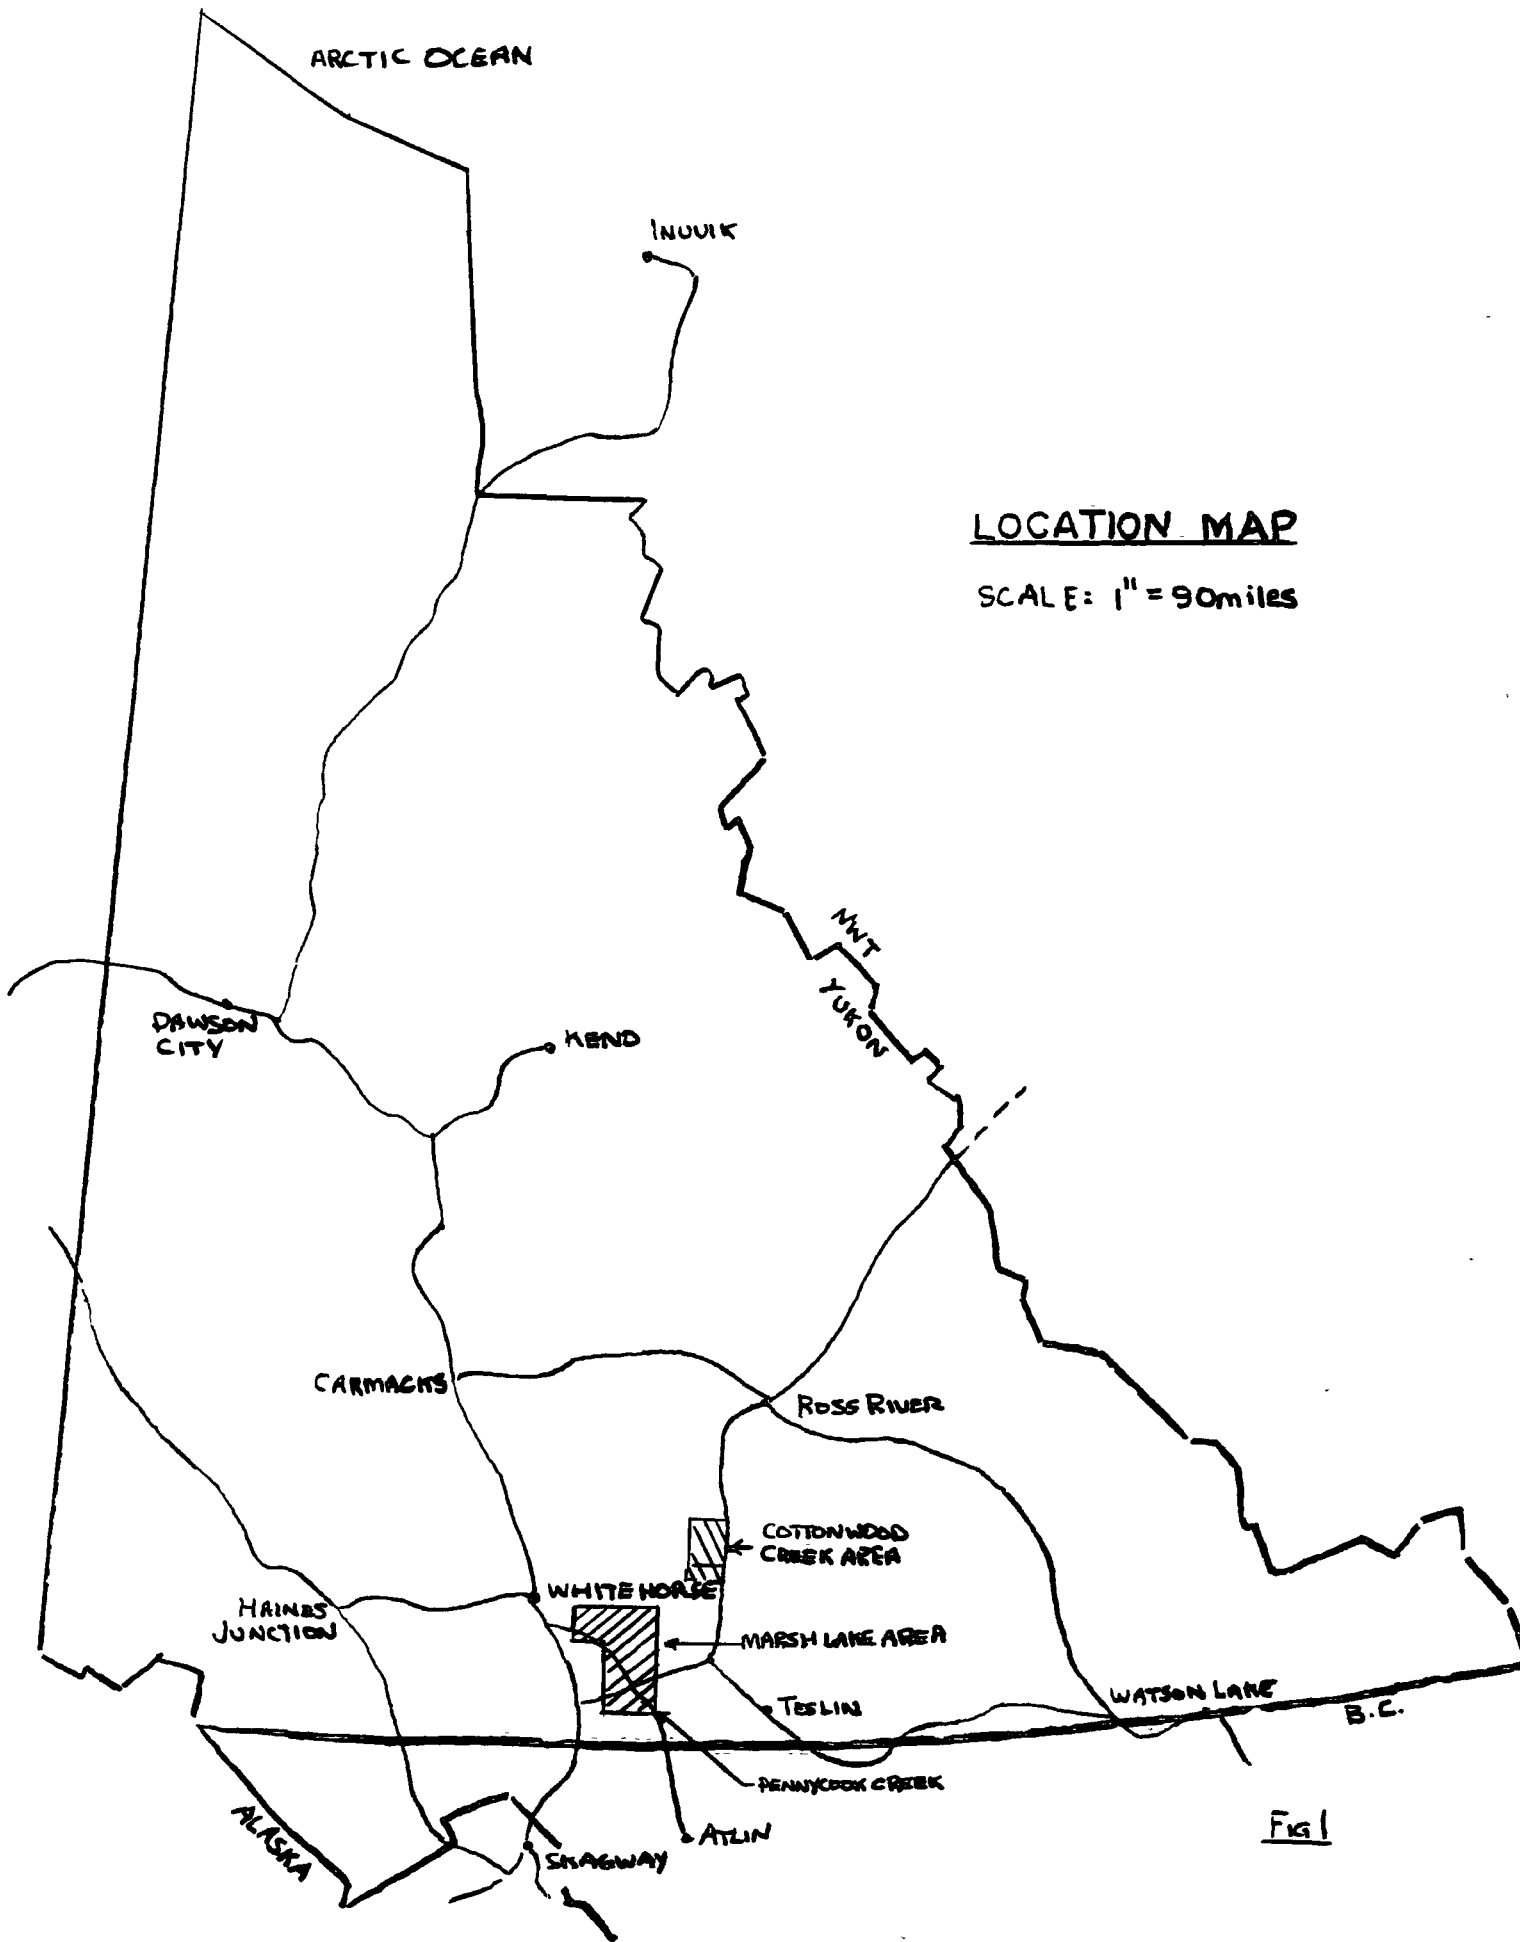 ARCTIC OCEAN
INUVIK
LOCATION MAP
SCALE: 1" = 90miles
NWT
YUKON
DAWSON
CITY
KENO
CARMACKS
ROSS RIVER
COTTONWOOD
CREEK AREA
WHITEHORSE
HAINES
JUNCTION
MARSH LAKE AREA
TESLIN
WATSON LAKE
B.C.
PENNYCOOK CREEK
ALASKA
ATLIN
SKAGWAY
FIG 1